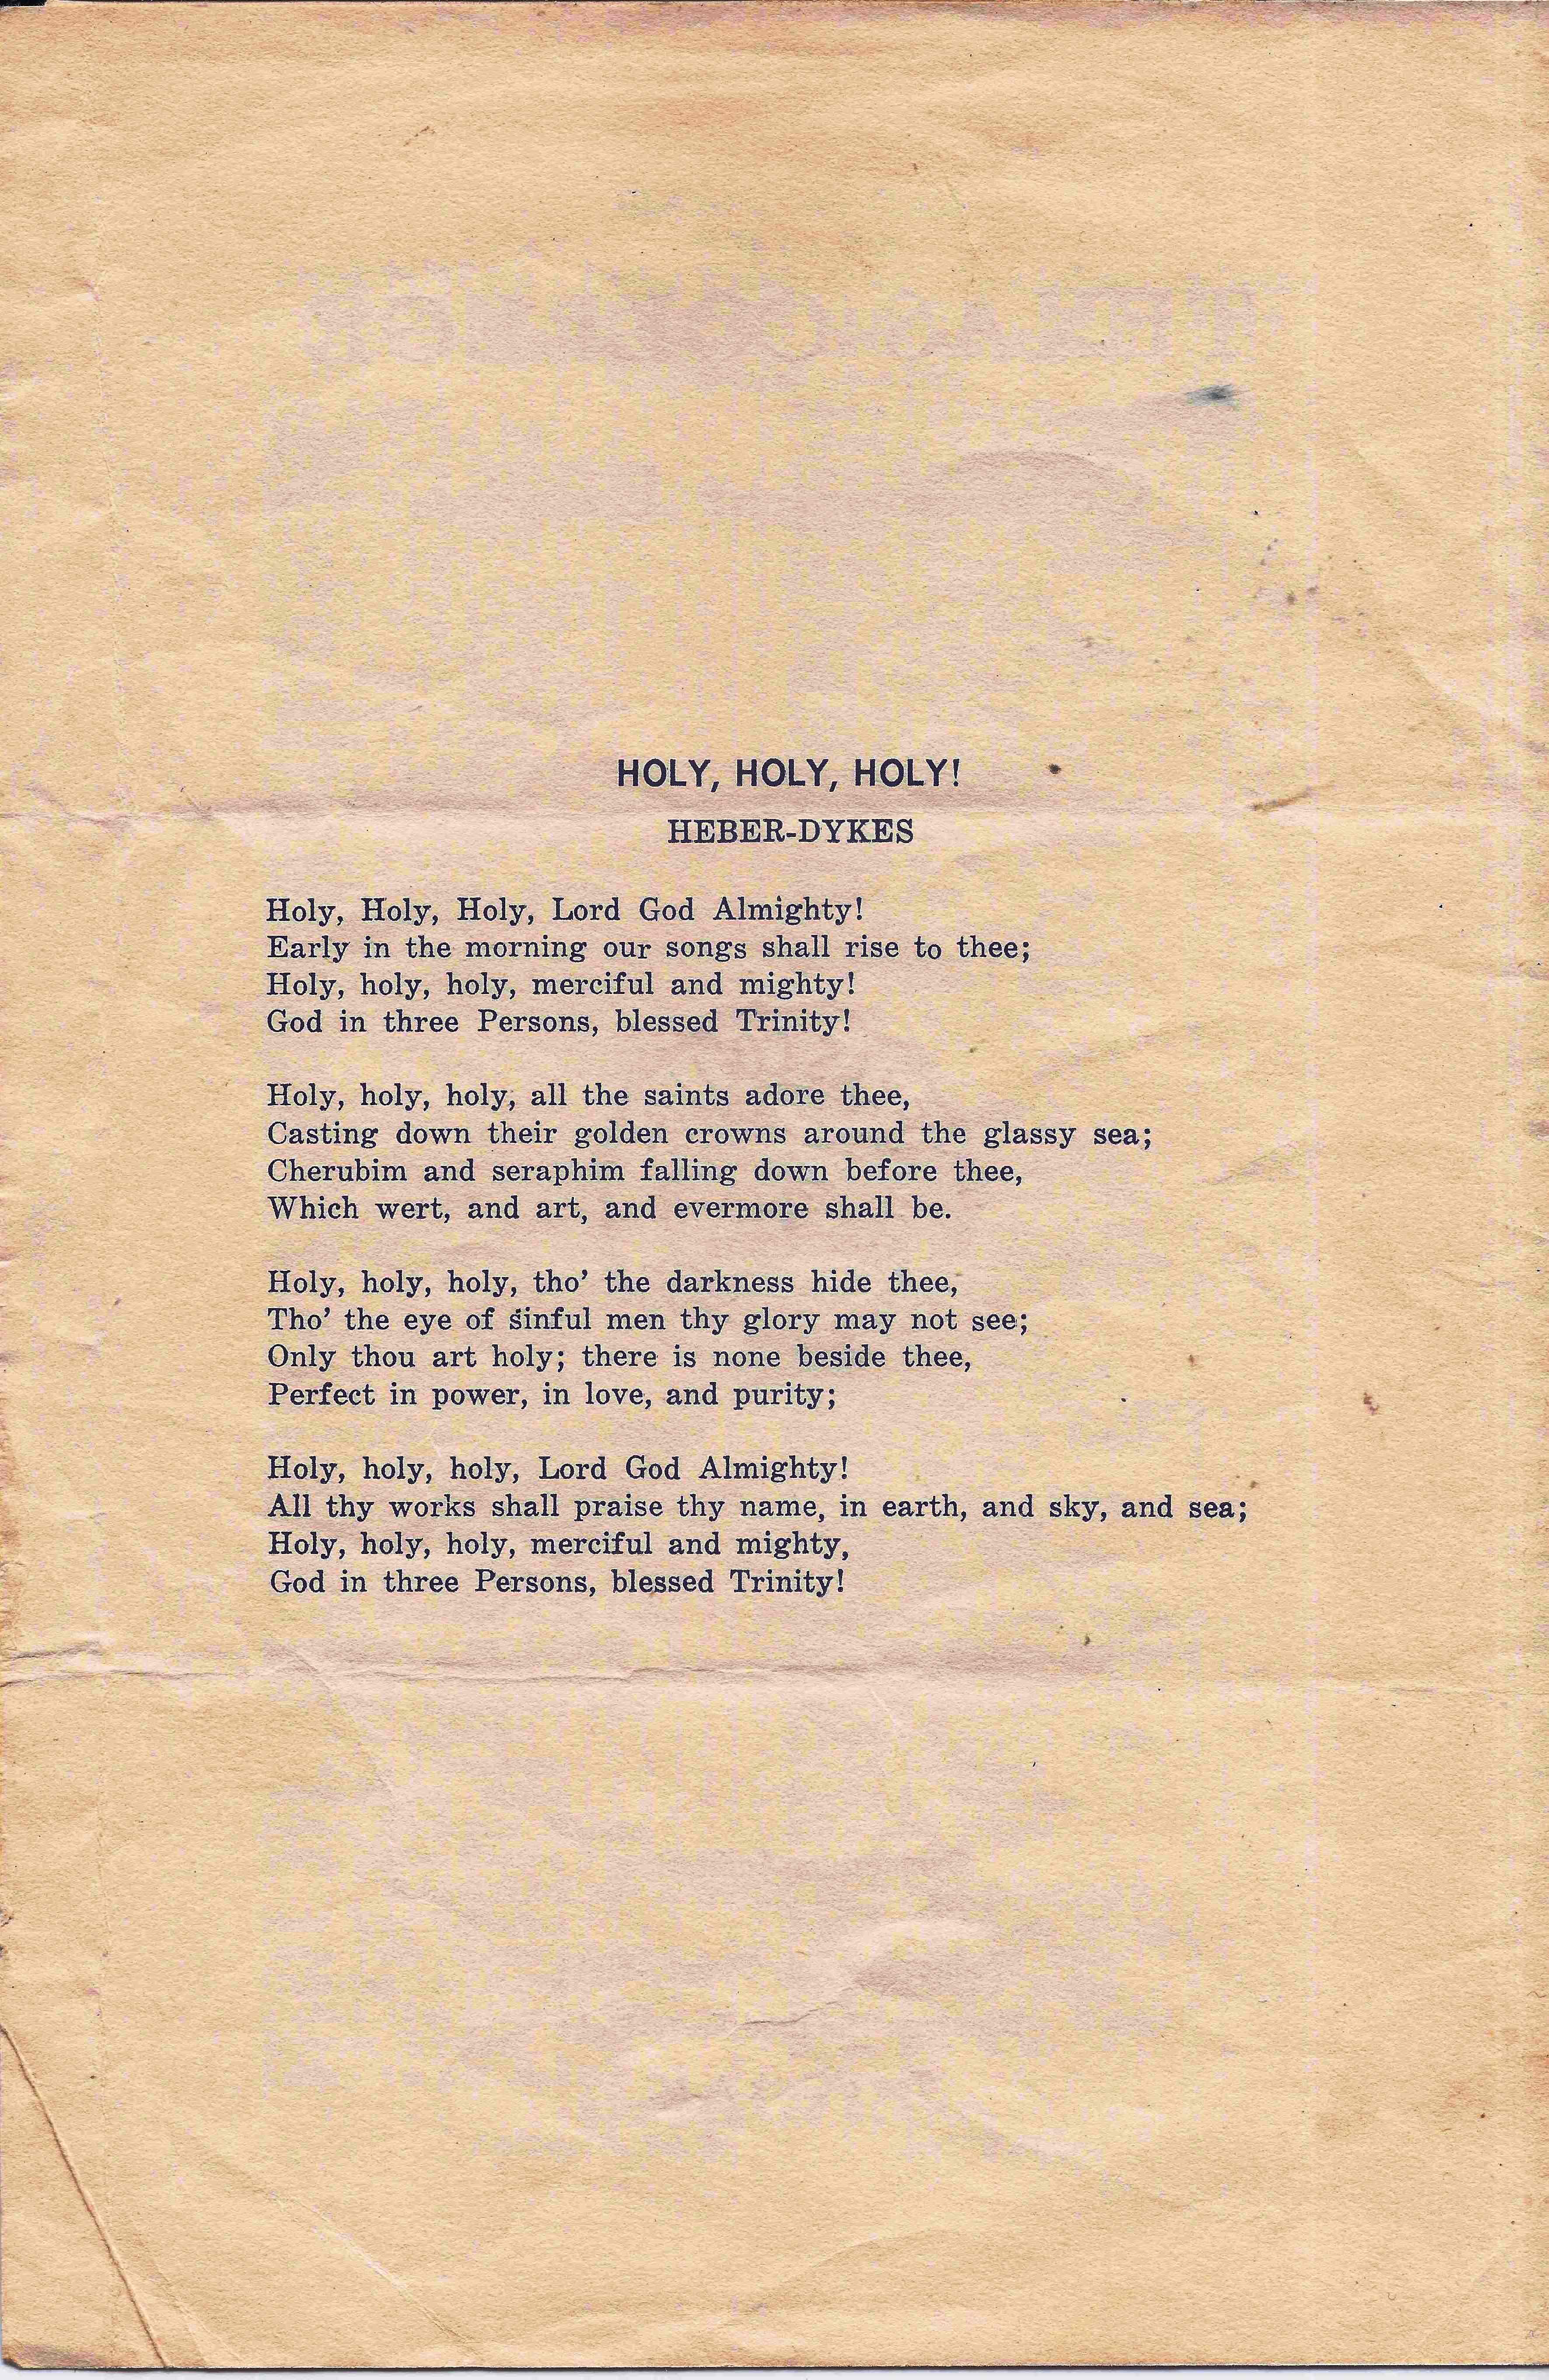 HOLY, HOLY, HOLY!
HEBER-DYKES
Holy, Holy, Holy, Lord God Almighty!
Early in the morning our songs shall rise to thee;
Holy, holy, holy, merciful and mighty!
God in three Persons, blessed Trinity!
Holy, holy, holy, all the saints adore thee,
Casting down their golden crowns around the glassy sea;
Cherubim and seraphim falling down before thee,
Which wert, and art, and evermore shall be.
Holy, holy, holy, tho' the darkness hide thee,
Tho' the eye of sinful men thy glory may not see;
Only thou art holy; there is none beside thee,
Perfect in power, in love, and purity;
Holy, holy, holy, Lord God Almighty!
All thy works shall praise thy name, in earth, and sky, and sea;
Holy, holy, holy, merciful and mighty,
God in three Persons, blessed Trinity!